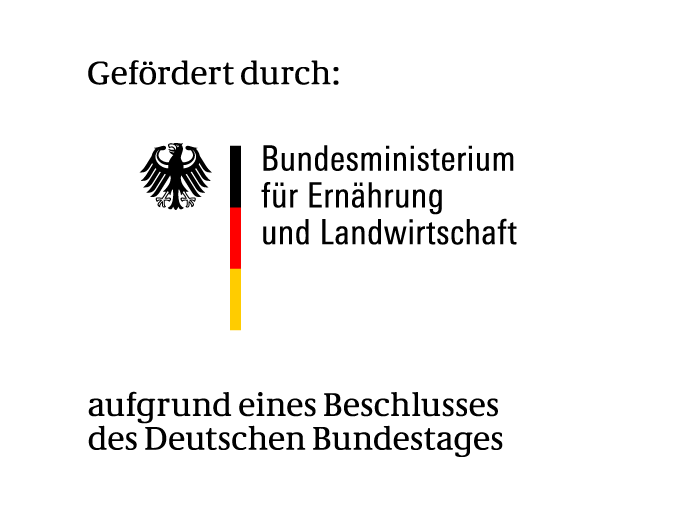 Gefördert durch:
Bundesministerium
für Ernährung
und Landwirtschaft
aufgrund eines Beschlusses
des Deutschen Bundestages